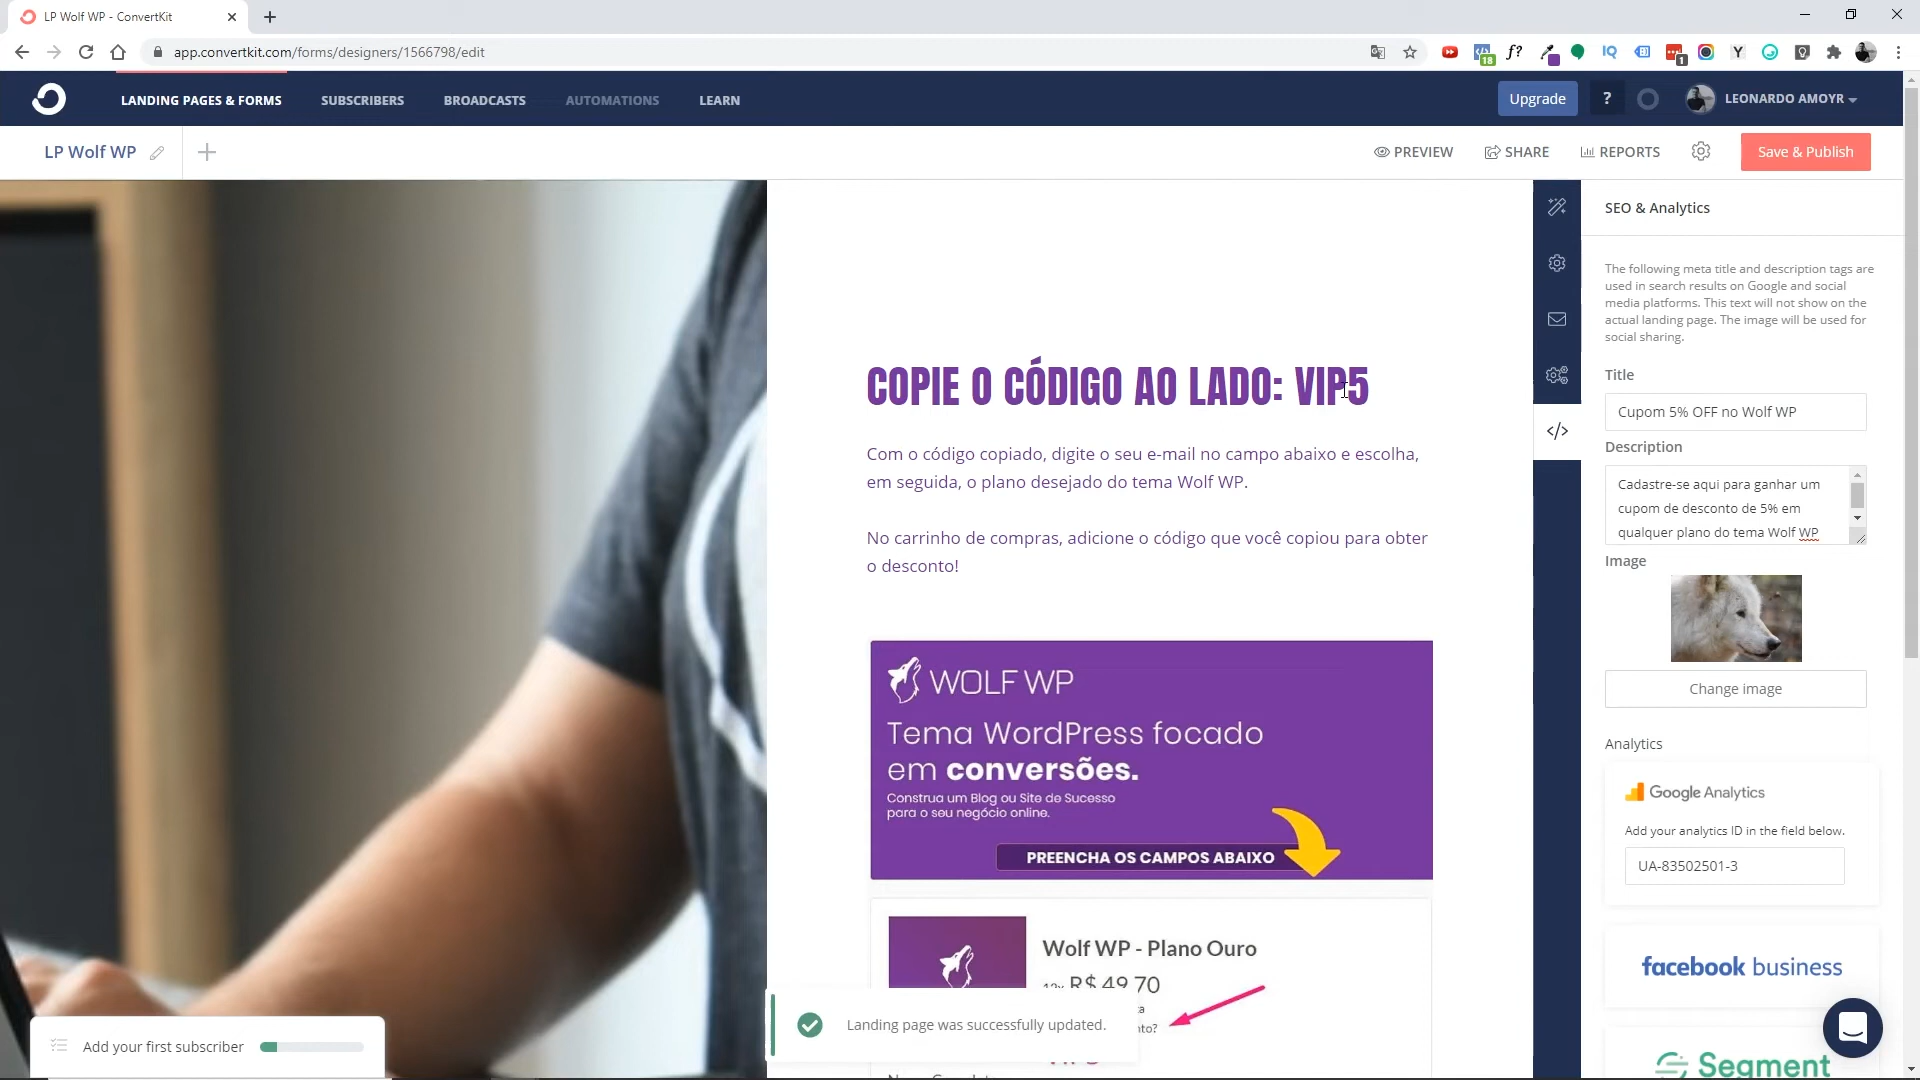 LP Wolf WP - ConvertKit
app.convertkit.com/forms/designers/1566798/edit
18
f?
IQ
1
Y
LANDING PAGES & FORMS
SUBSCRIBERS
BROADCASTS
AUTOMATIONS
LEARN
Upgrade
?
LEONARDO AMOYR
LP Wolf WP
PREVIEW
SHARE
REPORTS
Save & Publish
COPIE O CÓDIGO AO LADO: VIP5
Com o código copiado, digite o seu e-mail no campo abaixo e escolha,
em seguida, o plano desejado do tema Wolf WP.
No carrinho de compras, adicione o código que você copiou para obter
o desconto!
WOLF WP
Tema WordPress focado
em conversões.
Construa um Blog ou Site de Sucesso
para o seu negócio online.
PREENCHA OS CAMPOS ABAIXO
Wolf WP - Plano Ouro
12x R$ 49,70
Landing page was successfully updated.
Add your first subscriber
SEO & Analytics
The following meta title and description tags are
used in search results on Google and social
media platforms. This text will not show on the
actual landing page. The image will be used for
social sharing.
Title
Cupom 5% OFF no Wolf WP
Description
Cadastre-se aqui para ganhar um
cupom de desconto de 5% em
qualquer plano do tema Wolf WP
Image
Change image
Analytics
Google Analytics
Add your analytics ID in the field below.
UA-83502501-3
facebook business
Segment